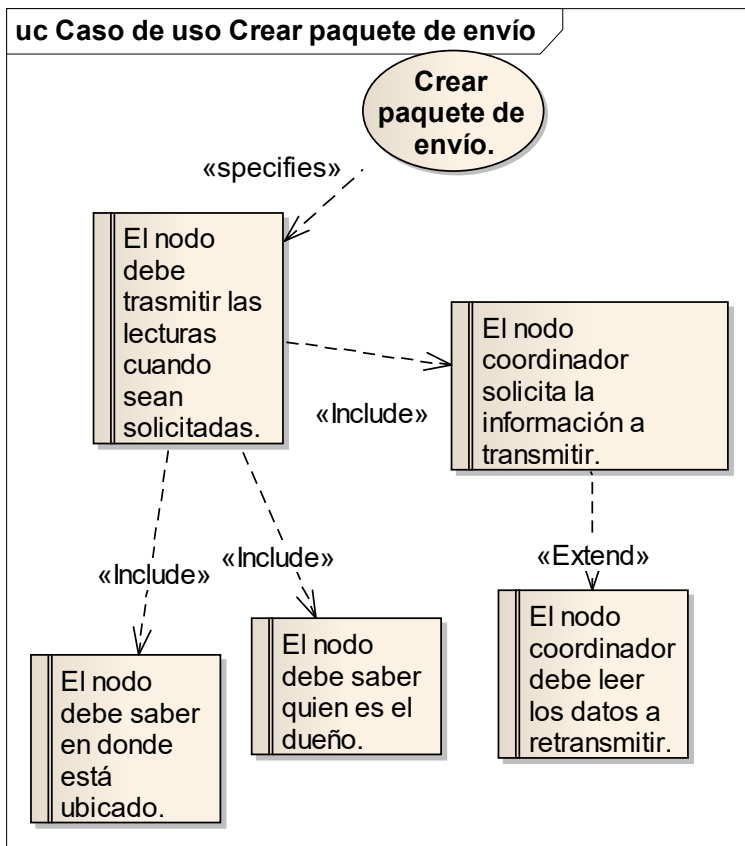 uc Caso de uso Crear paquete de envío
Crear
paquete de
envío.
«specifies»
El nodo
debe
trasmitir las
lecturas
cuando
sean
solicitadas.
El nodo
coordinador
solicita la
información a
transmitir.
«Include»
«Include»
«Include»
«Extend»
El nodo
debe saber
en donde
está
ubicado.
El nodo
debe saber
quien es el
dueño.
El nodo
coordinador
debe leer
los datos a
retransmitir.